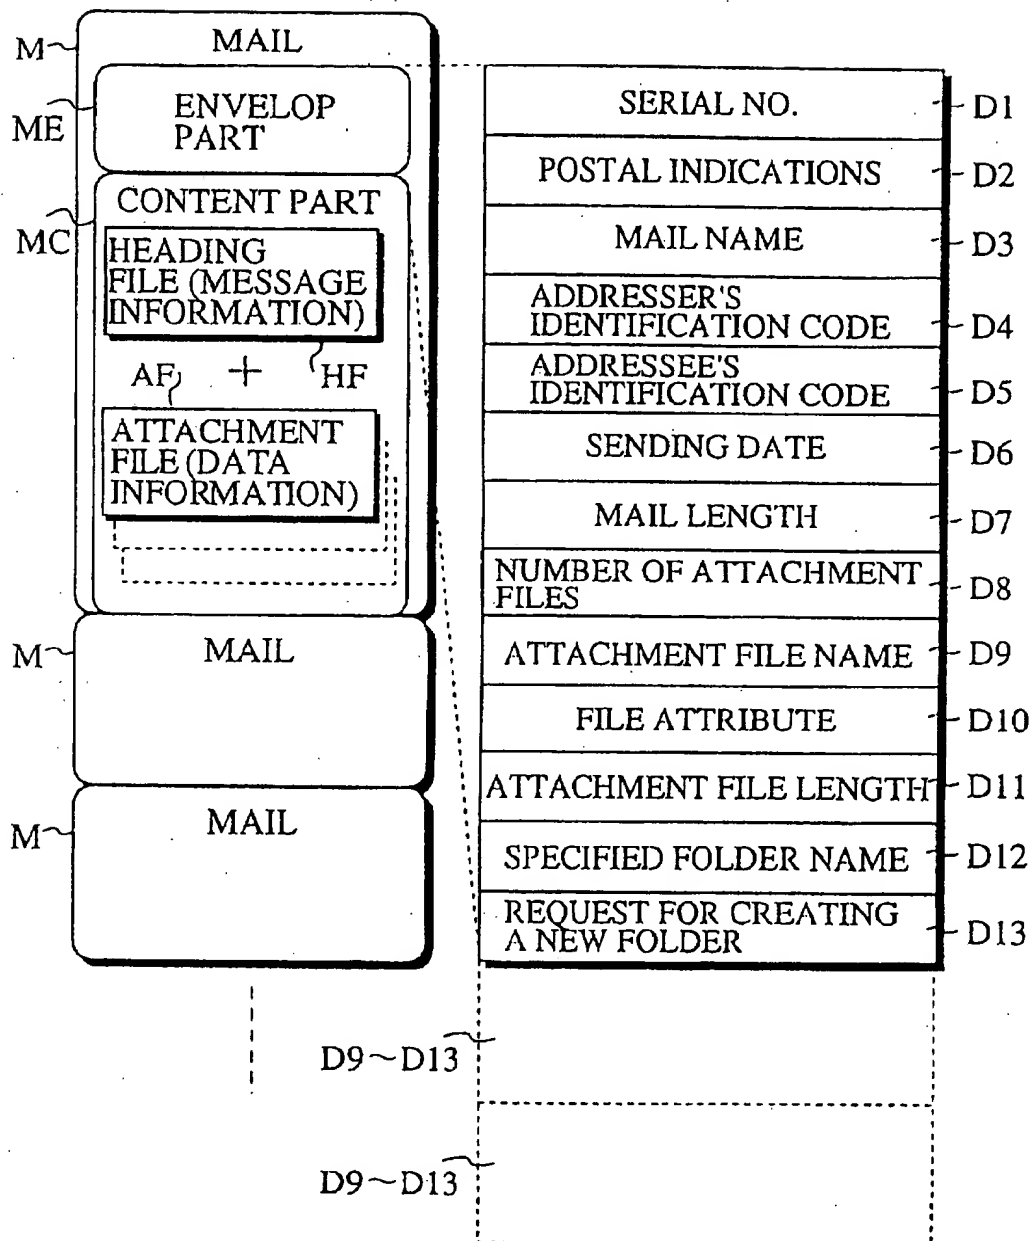 M
MAIL
ME
ENVELOP
PART
MC
CONTENT PART
HEADING
FILE (MESSAGE
INFORMATION)
AF
+
HF
ATTACHMENT
FILE (DATA
INFORMATION)
M
MAIL
M
MAIL
SERIAL NO.
D1
POSTAL INDICATIONS
D2
MAIL NAME
D3
ADDRESSER'S
IDENTIFICATION CODE
D4
ADDRESSEE'S
IDENTIFICATION CODE
D5
SENDING DATE
D6
MAIL LENGTH
D7
NUMBER OF ATTACHMENT
FILES
D8
ATTACHMENT FILE NAME
D9
FILE ATTRIBUTE
D10
ATTACHMENT FILE LENGTH
D11
SPECIFIED FOLDER NAME
D12
REQUEST FOR CREATING
A NEW FOLDER
D13
D9~D13
D9~D13